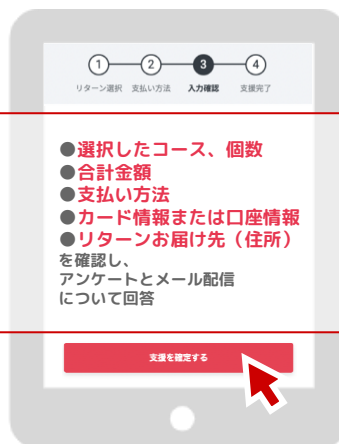 1 2 3 4
リターン選択 支払い方法 入力確認 支援完了
●選択したコース、個数
●合計金額
●支払い方法
●カード情報または口座情報
●リターンお届け先（住所）
を確認し、
アンケートとメール配信
について回答
支援を確定する